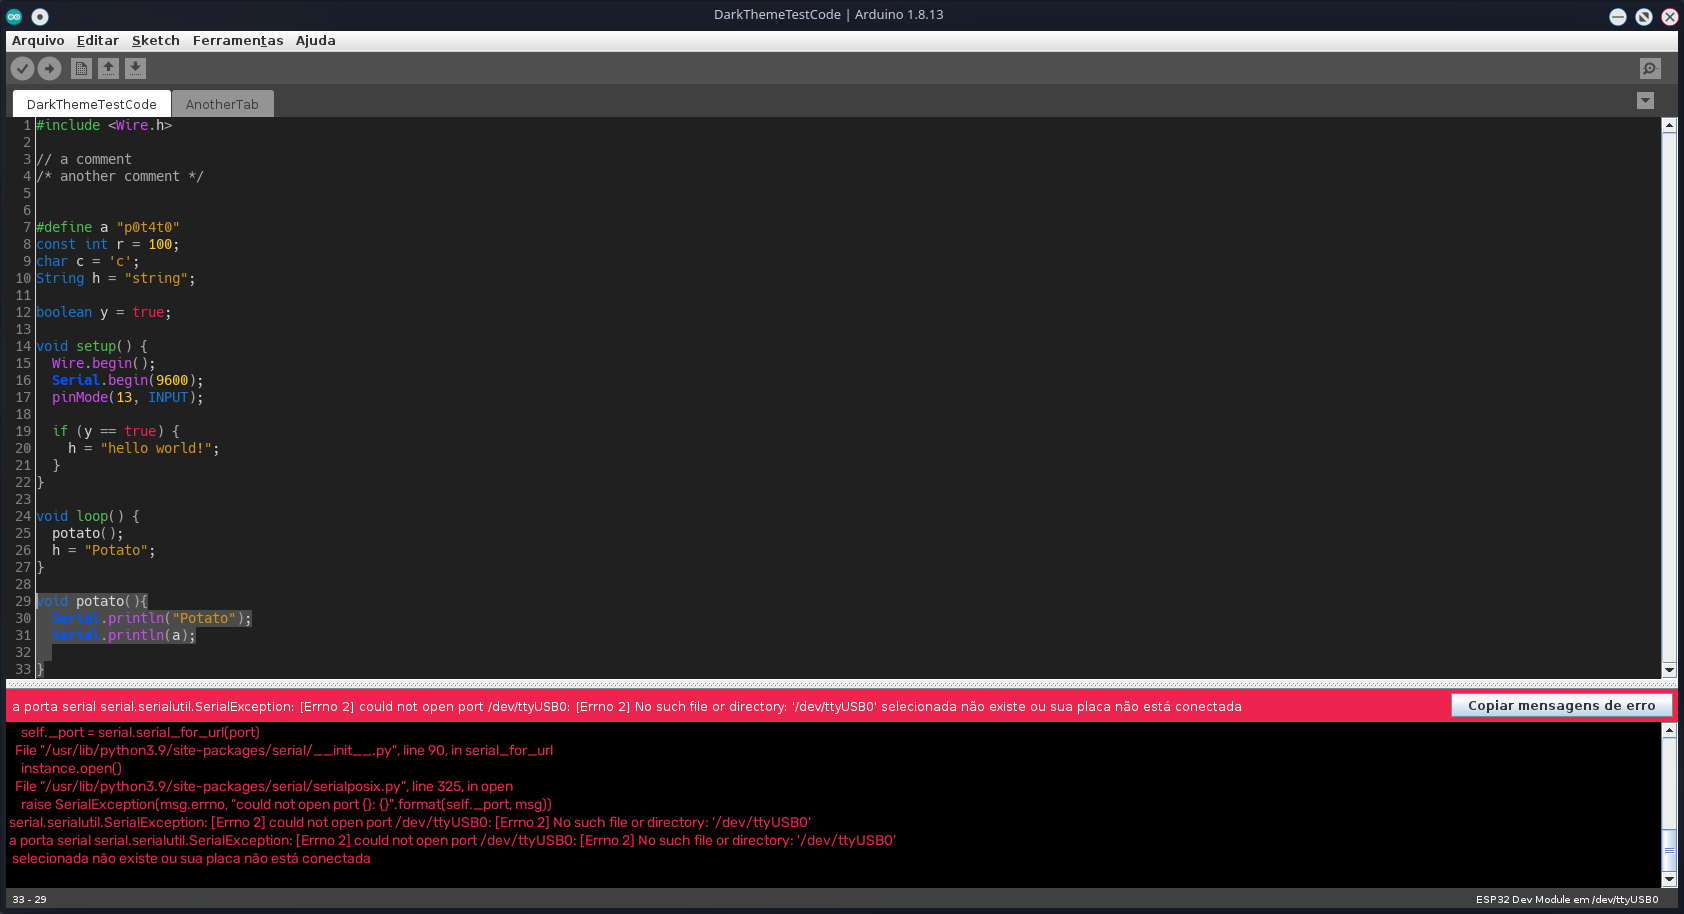 DarkThemeTestCode | Arduino 1.8.13
Arquivo Editar Sketch Ferramentas Ajuda
DarkThemeTestCode AnotherTab
1 #include <Wire.h>
2
3 // a comment
4 /* another comment */
5
6
7 #define a "p0t4t0"
8 const int r = 100;
9 char c = 'c';
10 String h = "string";
11
12 boolean y = true;
13
14 void setup() {
15   Wire.begin();
16   Serial.begin(9600);
17   pinMode(13, INPUT);
18
19   if (y == true) {
20     h = "hello world!";
21   }
22 }
23
24 void loop() {
25   potato();
26   h = "Potato";
27 }
28
29 void potato(){
30   Serial.println("Potato");
31   Serial.println(a);
32
33 }
a porta serial serial.serialutil.SerialException: [Errno 2] could not open port /dev/ttyUSB0: [Errno 2] No such file or directory: '/dev/ttyUSB0' selecionada não existe ou sua placa não está conectada Copiar mensagens de erro
self._port = serial.serial_for_url(port)
File "/usr/lib/python3.9/site-packages/serial/__init__.py", line 90, in serial_for_url
instance.open()
File "/usr/lib/python3.9/site-packages/serial/serialposix.py", line 325, in open
raise SerialException(msg.errno, "could not open port {}: {}".format(self._port, msg))
serial.serialutil.SerialException: [Errno 2] could not open port /dev/ttyUSB0: [Errno 2] No such file or directory: '/dev/ttyUSB0'
a porta serial serial.serialutil.SerialException: [Errno 2] could not open port /dev/ttyUSB0: [Errno 2] No such file or directory: '/dev/ttyUSB0'
selecionada não existe ou sua placa não está conectada
33 - 29 ESP32 Dev Module em /dev/ttyUSB0